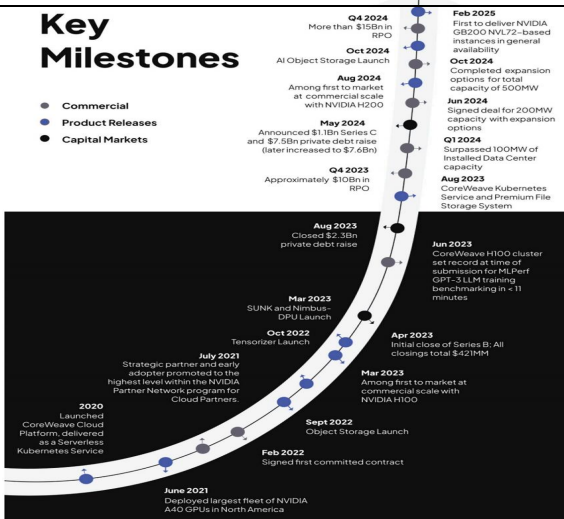 Key
Milestones
Commercial
Product Releases
Capital Markets
Q4 2024
More than $15Bn in
RPO
Oct 2024
AI Object Storage Launch
Aug 2024
Among first to market
at commercial scale
with NVIDIA H200
May 2024
Announced $1.1Bn Series C
and $7.5Bn private debt raise
(later increased to $7.6Bn)
Q4 2023
Approximately $10Bn in
RPO
Aug 2023
Closed $2.3Bn
private debt raise
Mar 2023
SUNK and Nimbus-
DPU Launch
Oct 2022
Tensorizer Launch
July 2021
Strategic partner and early
adopter promoted to the
highest level within the NVIDIA
Partner Network program for
Cloud Partners.
2020
Launched
CoreWeave Cloud
Platform, delivered
as a Serverless
Kubernetes Service
Feb 2025
First to deliver NVIDIA
GB200 NVL72-based
instances in general
availability
Oct 2024
Completed expansion
options for total
capacity of 500MW
Jun 2024
Signed deal for 200MW
capacity with expansion
options
Q1 2024
Surpassed 100MW of
Installed Data Center
capacity
Aug 2023
CoreWeave Kubernetes
Service and Premium File
Storage System
Jun 2023
CoreWeave H100 cluster
set record at time of
submission for MLPerf
GPT-3 LLM training
benchmarking in < 11
minutes
Apr 2023
Initial close of Series B; All
closings total $421MM
Mar 2023
Among first to market at
commercial scale with
NVIDIA H100
Sept 2022
Object Storage Launch
Feb 2022
Signed first committed contract
June 2021
Deployed largest fleet of NVIDIA
A40 GPUs in North America